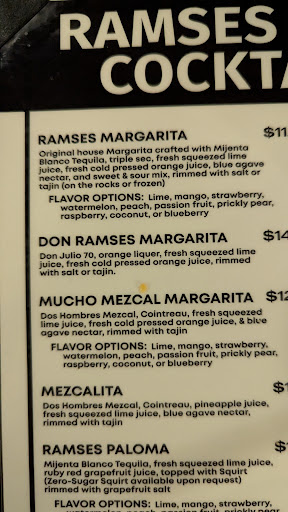 RAMSES
COCKTA
RAMSES MARGARITA $11
Original house Margarita crafted with Mijenta
Blanco Tequila, triple sec, fresh squeezed lime
juice, fresh cold pressed orange juice, blue agave
nectar, and sweet & sour mix, rimmed with salt or
tajin (on the rocks or frozen)
FLAVOR OPTIONS: Lime, mango, strawberry,
watermelon, peach, passion fruit, prickly pear,
raspberry, coconut, or blueberry
DON RAMSES MARGARITA $14
Don Julio 70, orange liquer, fresh squeezed lime
juice, fresh cold pressed orange juice, rimmed
with salt or tajin.
MUCHO MEZCAL MARGARITA $12
Dos Hombres Mezcal, Cointreau, fresh squeezed
lime juice, fresh cold pressed orange juice, & blue
agave nectar, rimmed with tajin
FLAVOR OPTIONS: Lime, mango, strawberry,
watermelon, peach, passion fruit, prickly pear,
raspberry, coconut, or blueberry
MEZCALITA $1
Dos Hombres Mezcal, Cointreau, pineapple juice,
fresh squeezed lime juice, blue agave nectar,
rimmed with tajin
RAMSES PALOMA $
Mijenta Blanco Tequila, fresh squeezed lime juice,
ruby red grapefruit juice, topped with Squirt
(Zero-Sugar Squirt available upon request)
rimmed with grapefruit salt
FLAVOR OPTIONS: Lime, mango, strawberry,
watermelon, peach, passion fruit, prickly pear